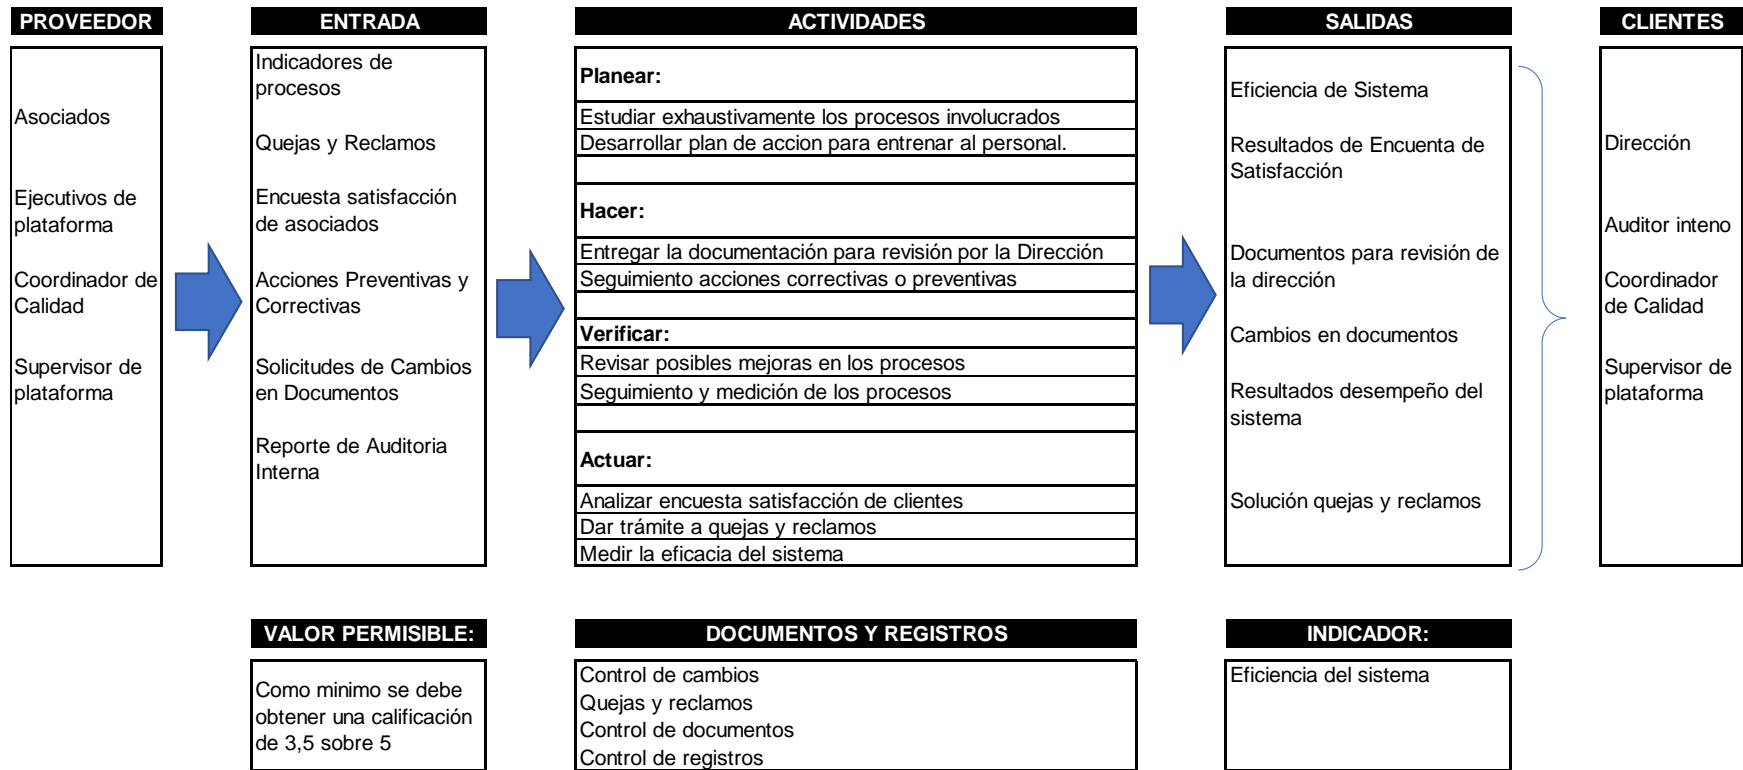 PROVEEDOR
Asociados
Ejecutivos de
plataforma
Coordinador de
Calidad
Supervisor de
plataforma
ENTRADA
Indicadores de
procesos
Quejas y Reclamos
Encuesta satisfacción
de asociados
Acciones Preventivas y
Correctivas
Solicitudes de Cambios
en Documentos
Reporte de Auditoria
Interna
ACTIVIDADES
Planear:
Estudiar exhaustivamente los procesos involucrados
Desarrollar plan de accion para entrenar al personal.
Hacer:
Entregar la documentación para revisión por la Dirección
Seguimiento acciones correctivas o preventivas
Verificar:
Revisar posibles mejoras en los procesos
Seguimiento y medición de los procesos
Actuar:
Analizar encuesta satisfacción de clientes
Dar trámite a quejas y reclamos
Medir la eficacia del sistema
SALIDAS
Eficiencia de Sistema
Resultados de Encuenta de
Satisfacción
Documentos para revisión de
la dirección
Cambios en documentos
Resultados desempeño del
sistema
Solución quejas y reclamos
CLIENTES
Dirección
Auditor inteno
Coordinador
de Calidad
Supervisor de
plataforma
VALOR PERMISIBLE:
Como minimo se debe
obtener una calificación
de 3,5 sobre 5
DOCUMENTOS Y REGISTROS
Control de cambios
Quejas y reclamos
Control de documentos
Control de registros
INDICADOR:
Eficiencia del sistema